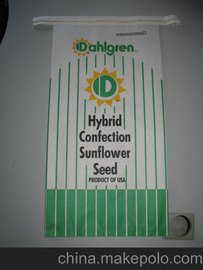 Dahlgren.
D
Hybrid
Confection
Sunflower
Seed
PRODUCT OF USA
china.makepolo.com